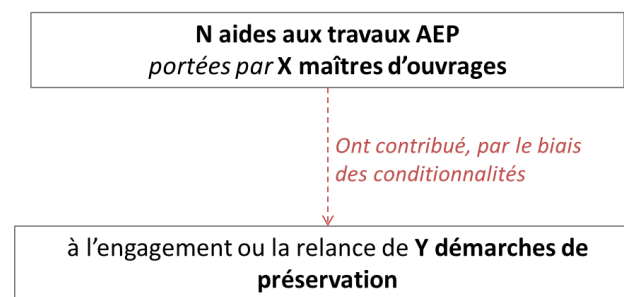 N aides aux travaux AEP
portées par X maîtres d’ouvrages
Ont contribué, par le biais
des conditionnalités
à l’engagement ou la relance de Y démarches de
préservation